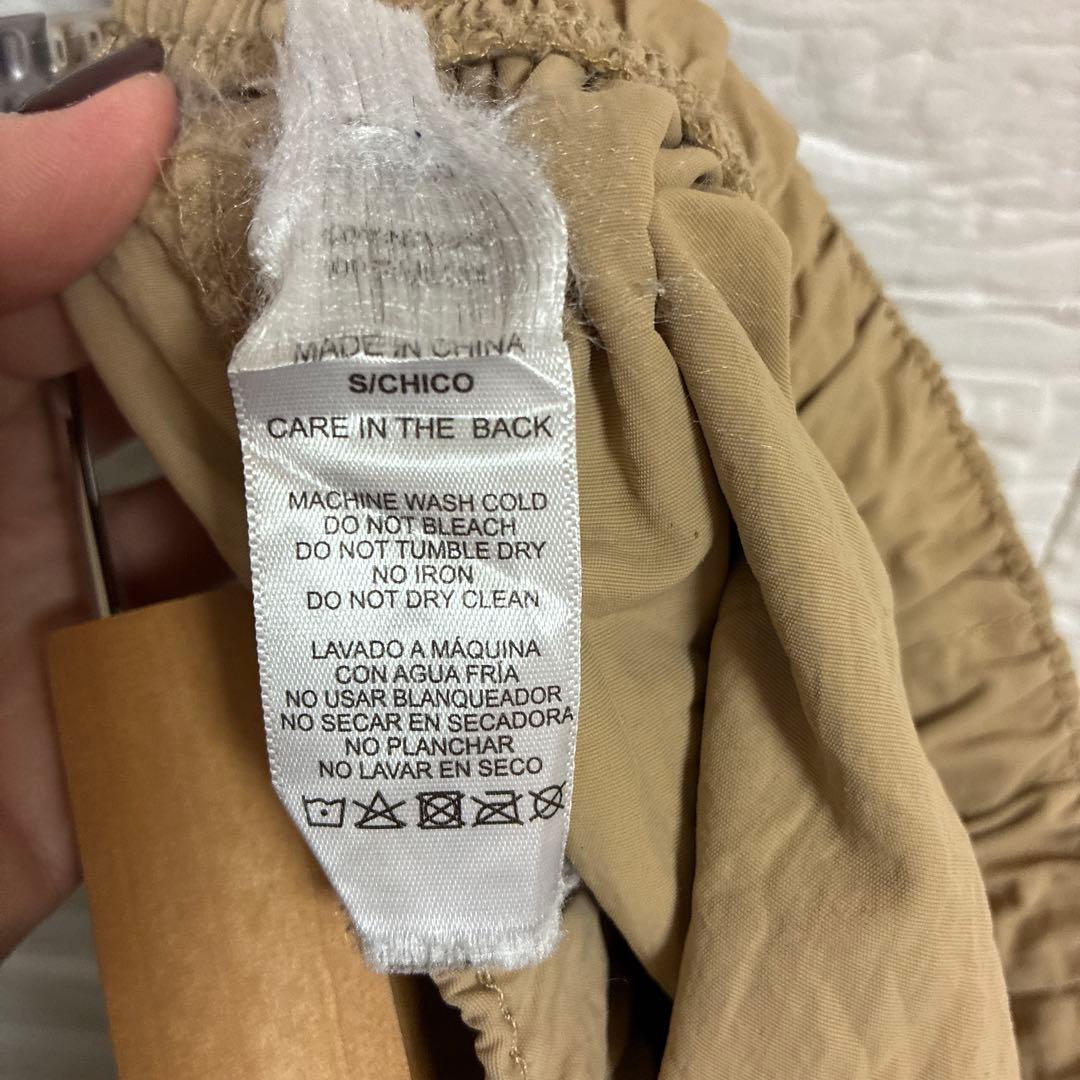 MADE IN CHINA
S/CHICO
CARE IN THE BACK
MACHINE WASH COLD
DO NOT BLEACH
DO NOT TUMBLE DRY
NO IRON
DO NOT DRY CLEAN
LAVADO A MÁQUINA
CON AGUA FRÍA
NO USAR BLANQUEADOR
NO SECAR EN SECADORA
NO PLANCHAR
NO LAVAR EN SECO